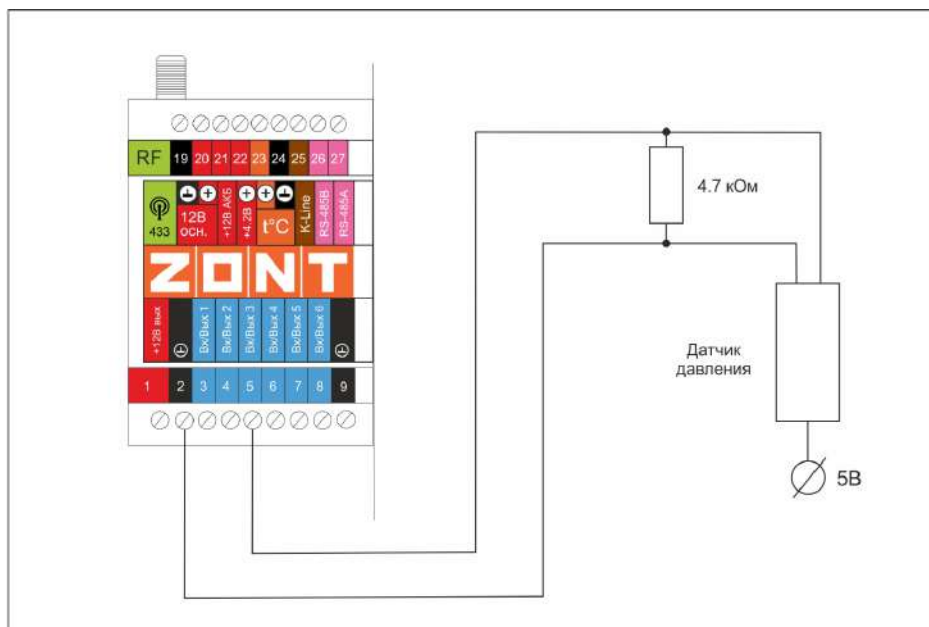 RF 19 20 21 22 23 24 25 26 27
433
12В
осн.
+12В АКБ
+4.2В
t°C
K-Line
RS-485B
RS-485A
ZONT
+12В вых
Вх/Вых 1
Вх/Вых 2
Вх/Вых 3
Вх/Вых 4
Вх/Вых 5
Вх/Вых 6
1 2 3 4 5 6 7 8 9
4.7 кОм
Датчик
давления
5В